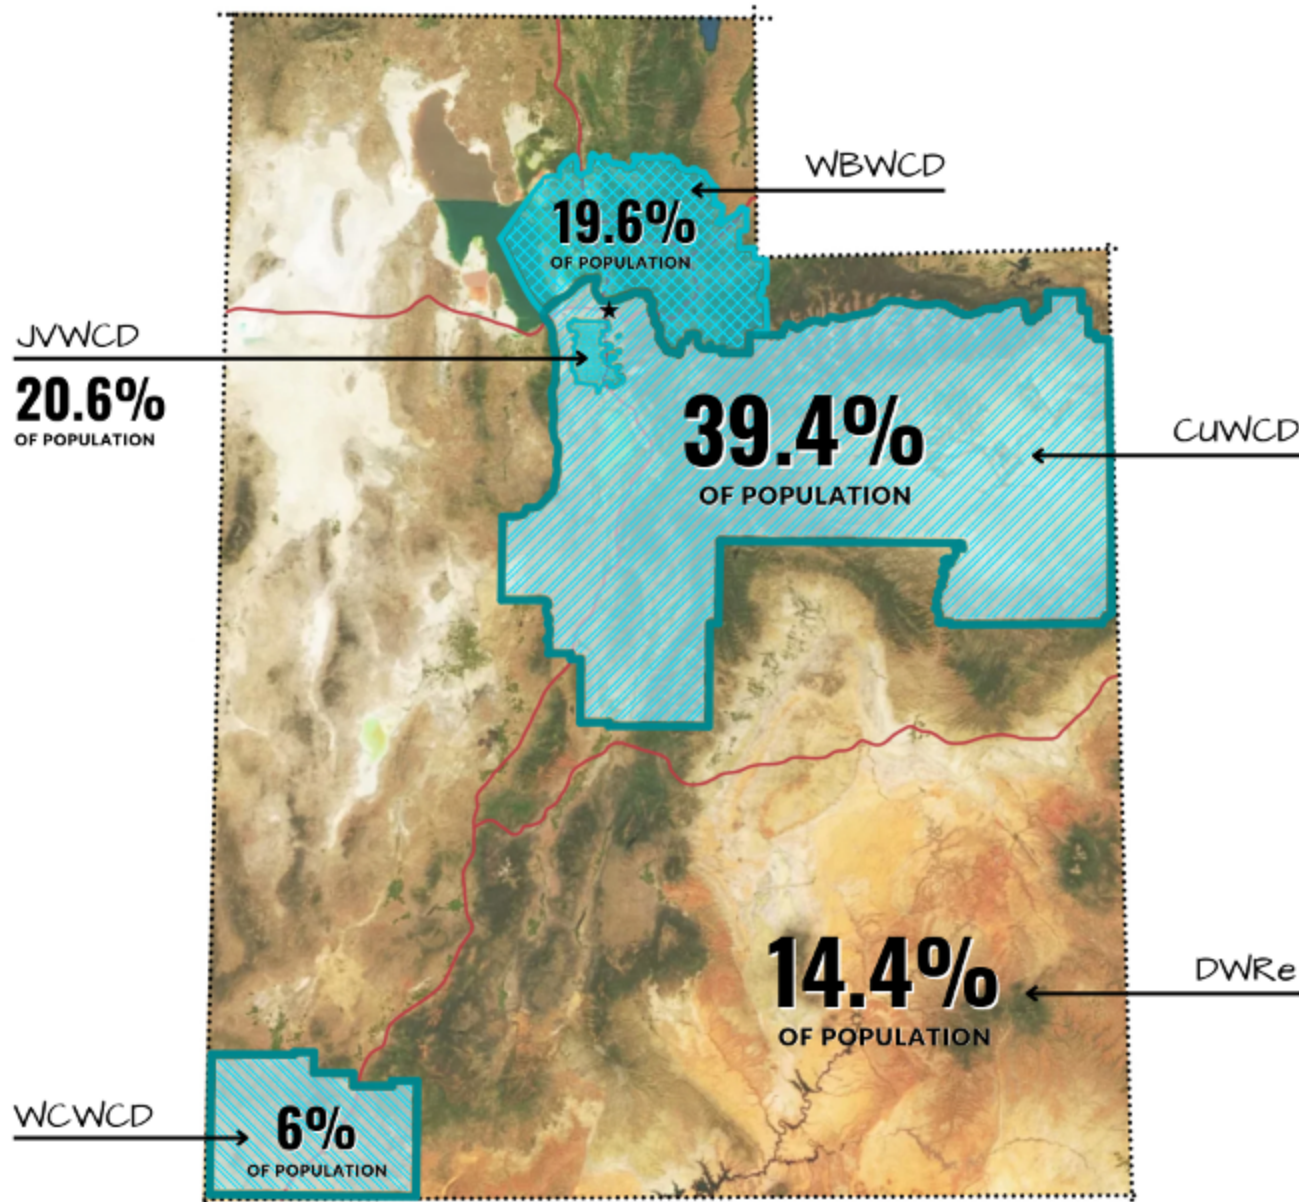 WBWCD
19.6%
OF POPULATION
JVWCD
20.6%
OF POPULATION
39.4%
OF POPULATION
CUWCD
14.4%
OF POPULATION
DWRe
WCWCD
6%
OF POPULATION